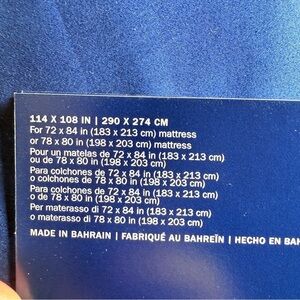 114 X 108 IN | 290 X 274 CM
For 72 x 84 in (183 x 213 cm) mattress
or 78 x 80 in (198 x 203 cm) mattress
Pour un matelas de 72 x 84 in (183 x 213 cm)
ou de 78 x 80 in (198 x 203 cm)
Para colchones de 72 x 84 in (183 x 213 cm)
o colchones de 78 x 80 in (198 x 203 cm)
Para colchones de 72 x 84 in (183 x 213 cm)
o de 78 x 80 in (198 x 203 cm)
Per materasso di 72 x 84 in (183 x 213 cm)
o materasso di 78 x 80 in (198 x 203 cm)
MADE IN BAHRAIN | FABRIQUÉ AU BAHREÏN | HECHO EN BAH